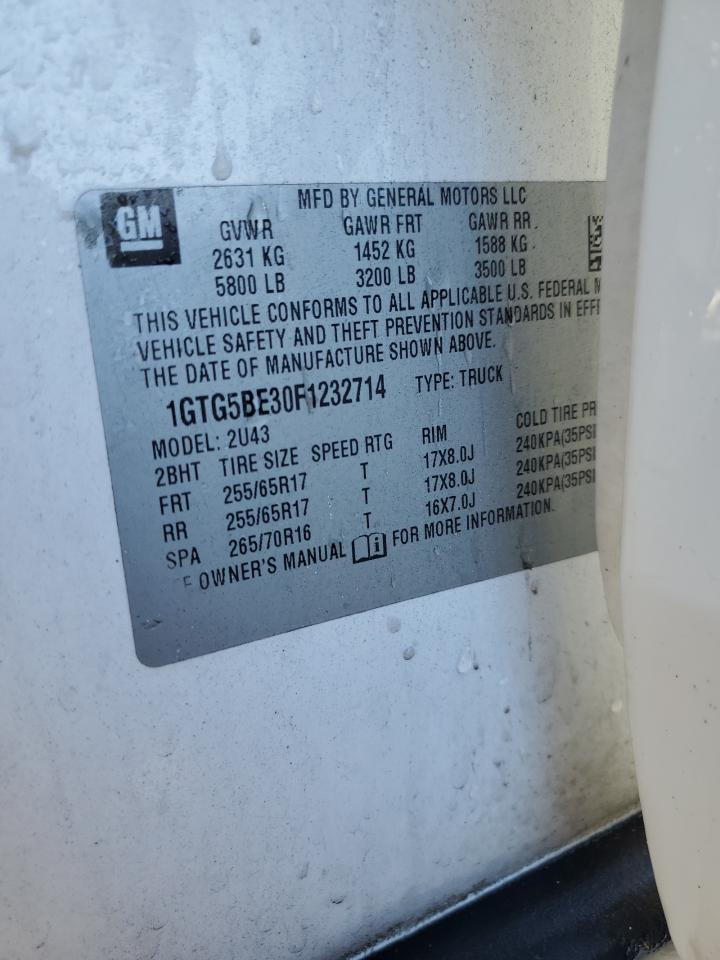 GM
MFD BY GENERAL MOTORS LLC
GVWR GAWR FRT GAWR RR
2631 KG 1452 KG 1588 KG
5800 LB 3200 LB 3500 LB
THIS VEHICLE CONFORMS TO ALL APPLICABLE U.S. FEDERAL M
VEHICLE SAFETY AND THEFT PREVENTION STANDARDS IN EFF
THE DATE OF MANUFACTURE SHOWN ABOVE.
1GTG5BE30F1232714 TYPE: TRUCK
MODEL: 2U43
2BHT TIRE SIZE SPEED RTG RIM COLD TIRE PR
FRT 255/65R17 T 17X8.0J 240KPA(35PSI
RR 255/65R17 T 17X8.0J 240KPA(35PSI
SPA 265/70R16 T 16X7.0J 240KPA(35PSI
E OWNER'S MANUAL FOR MORE INFORMATION.